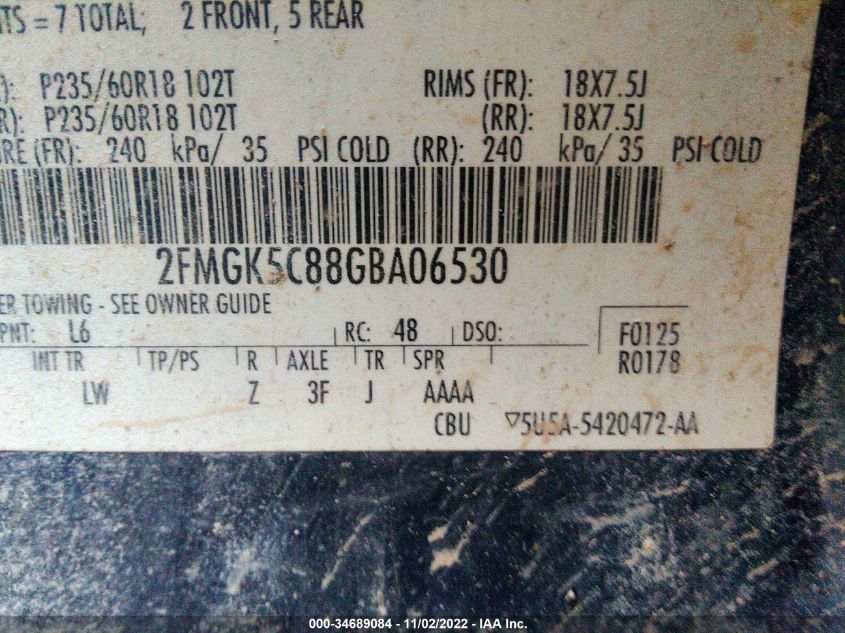 TS = 7 TOTAL; 2 FRONT, 5 REAR
): P235/60R18 102T RIMS (FR): 18X7.5J
R): P235/60R18 102T (RR): 18X7.5J
RE (FR): 240 kPa/ 35 PSI COLD (RR): 240 kPa/ 35 PSI COLD
2FMGK5C88GBA06530
ER TOWING - SEE OWNER GUIDE
PNT: L6 RC: 48 DSO: F0125
INT TR TP/PS R AXLE TR SPR R0178
LW Z 3F J AAAA
CBU ▽5U5A-5420472-AA
000-34689084 - 11/02/2022 - IAA Inc.